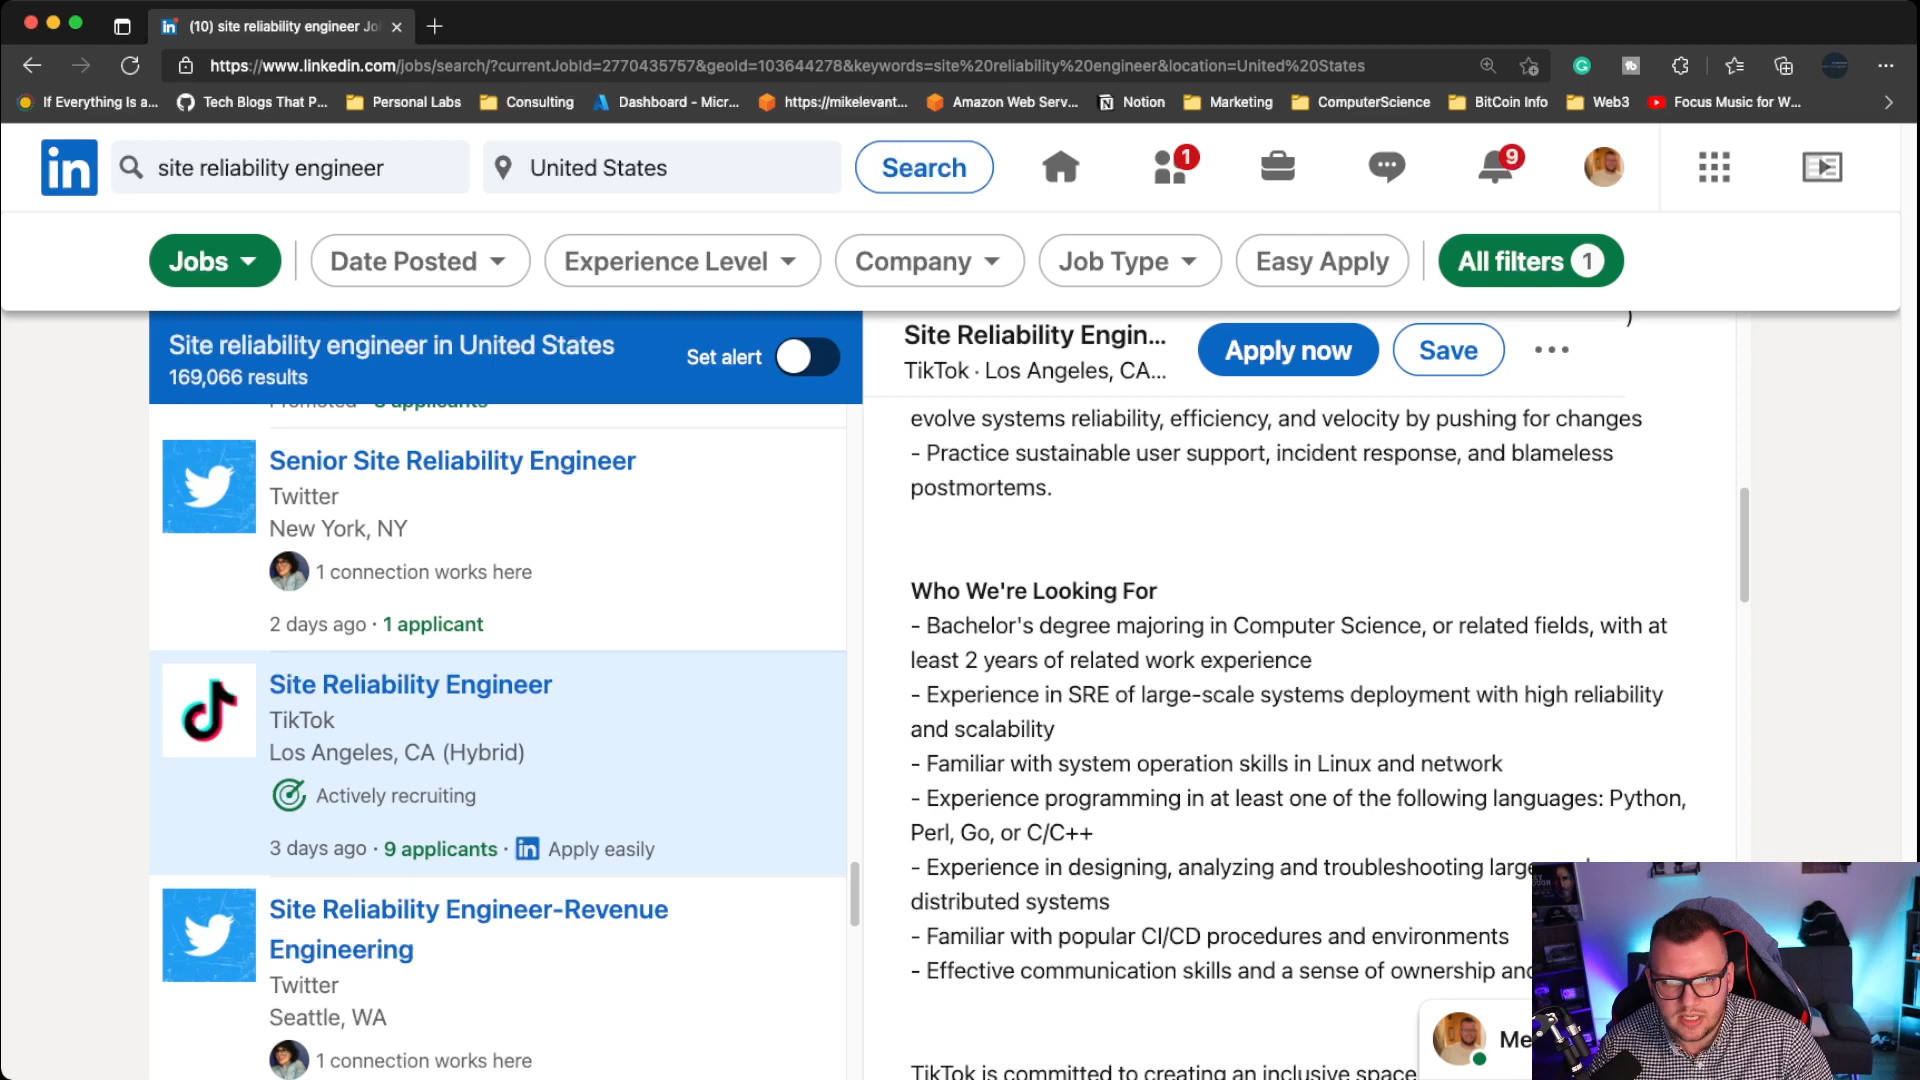 (10) site reliability engineer Jo
https://www.linkedin.com/jobs/search/?currentJobId=2770435757&geoId=103644278&keywords=site%20reliability%20engineer&location=United%20States
If Everything Is a...
Tech Blogs That P...
Personal Labs
Consulting
Dashboard - Micr...
https://mikelevant...
Amazon Web Serv...
Notion
Marketing
ComputerScience
BitCoin Info
Web3
Focus Music for W...
in
site reliability engineer
United States
Search
1
9
Jobs
Date Posted
Experience Level
Company
Job Type
Easy Apply
All filters 1
Site reliability engineer in United States
169,066 results
Set alert
Senior Site Reliability Engineer
Twitter
New York, NY
1 connection works here
2 days ago · 1 applicant
Site Reliability Engineer
TikTok
Los Angeles, CA (Hybrid)
Actively recruiting
3 days ago · 9 applicants · in Apply easily
Site Reliability Engineer-Revenue
Engineering
Twitter
Seattle, WA
1 connection works here
Site Reliability Engin...
TikTok · Los Angeles, CA...
Apply now
Save
evolve systems reliability, efficiency, and velocity by pushing for changes
- Practice sustainable user support, incident response, and blameless
postmortems.
Who We're Looking For
- Bachelor's degree majoring in Computer Science, or related fields, with at
least 2 years of related work experience
- Experience in SRE of large-scale systems deployment with high reliability
and scalability
- Familiar with system operation skills in Linux and network
- Experience programming in at least one of the following languages: Python,
Perl, Go, or C/C++
- Experience in designing, analyzing and troubleshooting large
distributed systems
- Familiar with popular CI/CD procedures and environments
- Effective communication skills and a sense of ownership and
TikTok is committed to creating an inclusive space
Me